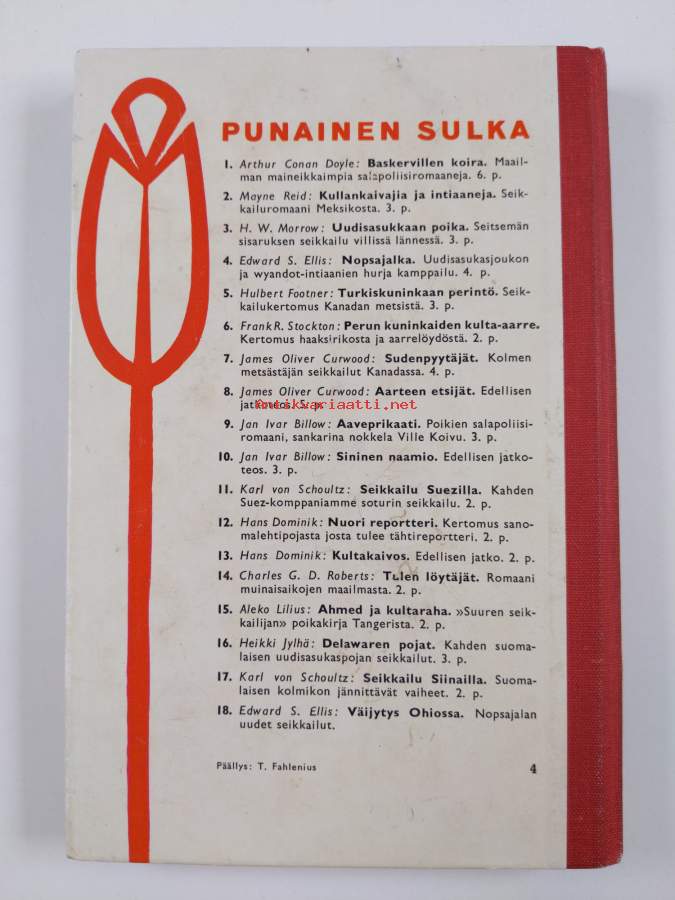 PUNAINEN SULKA
1. Arthur Conan Doyle: Baskervillen koira. Maail-
man maineikkaimpia salapoliisiromaaneja. 6. p.
2. Mayne Reid: Kullankaivajia ja intiaaneja. Seik-
kailuromaani Meksikosta. 3. p.
3. H. W. Morrow: Uudisasukkaan poika. Seitsemän
sisaruksen seikkailu villissä lännessä. 3. p.
4. Edward S. Ellis: Nopsajalka. Uudisasukasjoukon
ja wyandot-intiaanien hurja kamppailu. 4. p.
5. Hulbert Footner: Turkiskuninkaan perintö. Seik-
kailukertomus Kanadan metsistä. 3. p.
6. Frank R. Stockton: Perun kuninkaiden kulta-aarre.
Kertomus haaksirikosta ja aarrelöydöstä. 2. p.
7. James Oliver Curwood: Sudenpyytäjät. Kolmen
metsästäjän seikkailut Kanadassa. 4. p.
8. James Oliver Curwood: Aarteen etsijät. Edellisen
jatkoteos. 5. p.
antikvariaatti.net
9. Jan Ivar Billow: Aaveprikaati. Poikien salapoliisi-
romaani, sankarina nokkela Ville Koivu. 3. p.
10. Jan Ivar Billow: Sininen naamio. Edellisen jatko-
teos. 3. p.
11. Karl von Schoultz: Seikkailu Suezilla. Kahden
Suez-komppaniamme soturin seikkailu. 2. p.
12. Hans Dominik: Nuori reportteri. Kertomus sano-
malehtipojasta josta tulee tähtireportteri. 2. p.
13. Hans Dominik: Kultakaivos. Edellisen jatko. 2. p.
14. Charles G. D. Roberts: Tulen löytäjät. Romaani
muinaisaikojen maailmasta. 2. p.
15. Aleko Lilius: Ahmed ja kultaraha. »Suuren seik-
kailijan» poikakirja Tangerista. 2. p.
16. Heikki Jylhä: Delawaren pojat. Kahden suoma-
laisen uudisasukaspojan seikkailut. 3. p.
17. Karl von Schoultz: Seikkailu Siinailla. Suoma-
laisen kolmikon jännittävät vaiheet. 2. p.
18. Edward S. Ellis: Väijytys Ohiossa. Nopsajalan
uudet seikkailut.
Päällys: T. Fahlenius 4